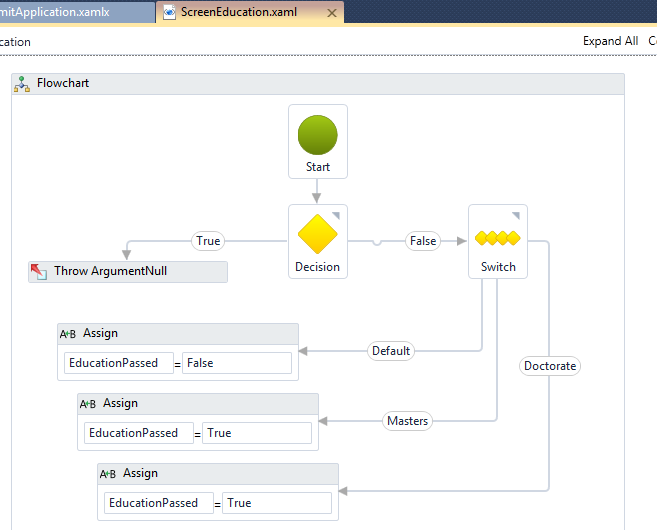 mitApplication.xamlx
ScreenEducation.xaml
cation
Expand All
C
Flowchart
Start
True
Decision
False
Switch
Throw ArgumentNull
A+B Assign
EducationPassed = False
Default
Doctorate
A+B Assign
EducationPassed = True
Masters
A+B Assign
EducationPassed = True